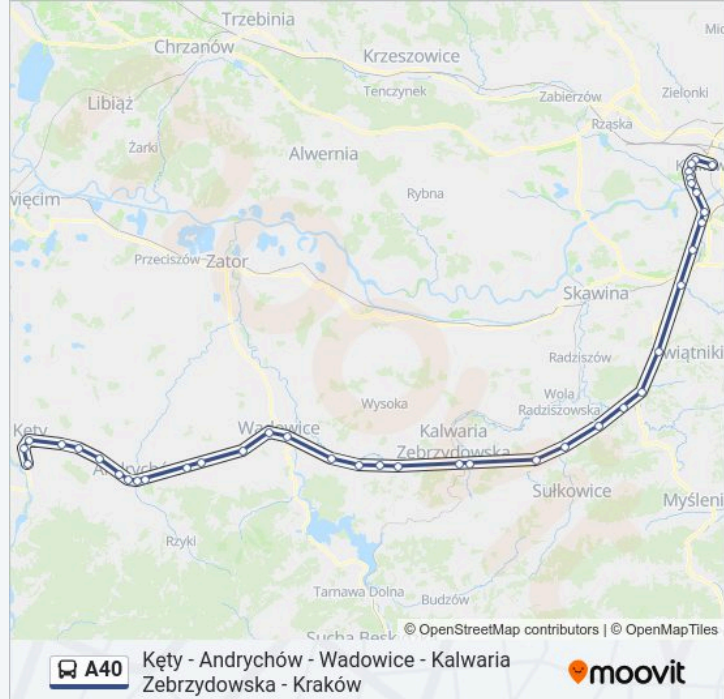 Trzebinia
Chrzanów
Krzeszowice
Tenczynek
Zabierzów
Zielonki
Libiąż
Rząska
Żarki
Alwernia
Rybna
Przeciszów
Zator
Skawina
Radziszów
Wola
Radziszowska
Wysoka
Kęty
Wadowice
Kalwaria
Zebrzydowska
Andrychów
Sułkowice
Rzyki
Tarnawa Dolna
Budzów
© OpenStreetMap contributors | © OpenMapTiles
A40
Kęty - Andrychów - Wadowice - Kalwaria
Zebrzydowska - Kraków
moovit